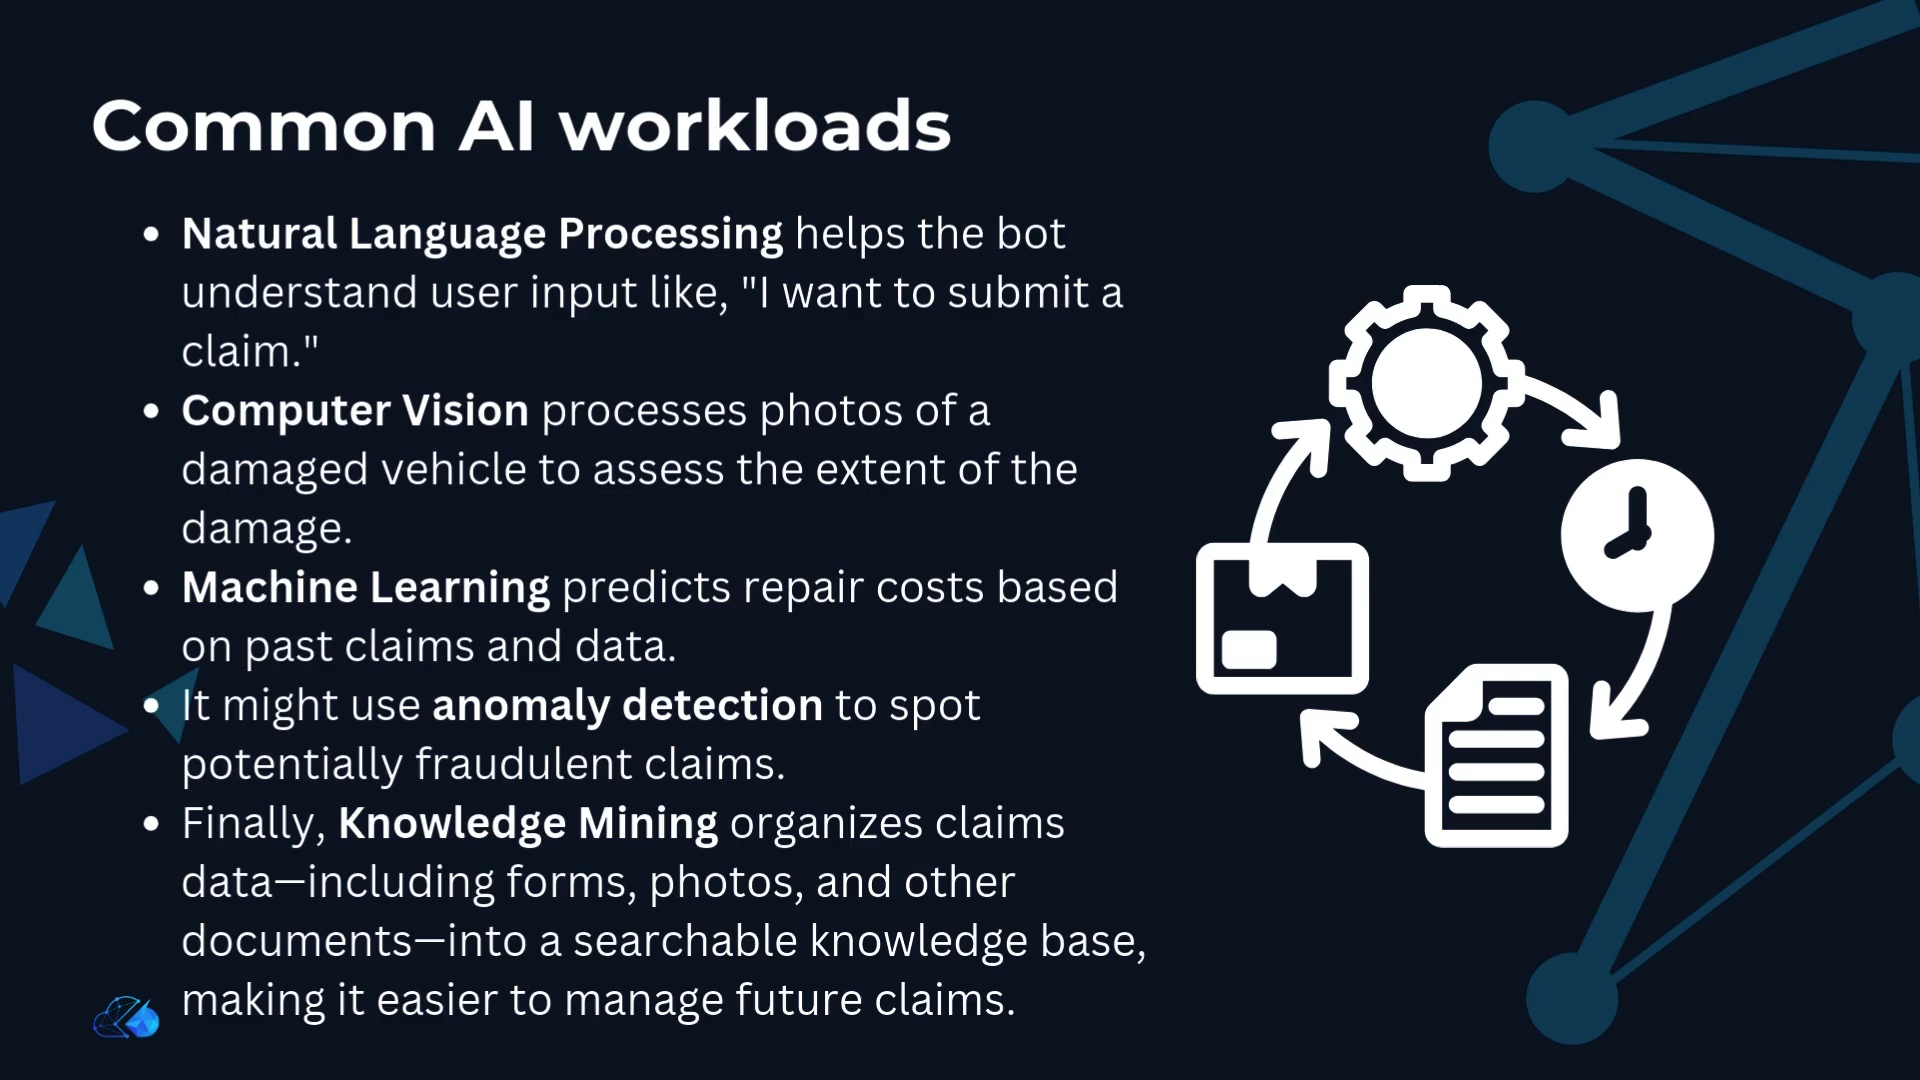 Common AI workloads
• Natural Language Processing helps the bot
understand user input like, "I want to submit a
claim."
• Computer Vision processes photos of a
damaged vehicle to assess the extent of the
damage.
• Machine Learning predicts repair costs based
on past claims and data.
• It might use anomaly detection to spot
potentially fraudulent claims.
• Finally, Knowledge Mining organizes claims
data—including forms, photos, and other
documents—into a searchable knowledge base,
making it easier to manage future claims.